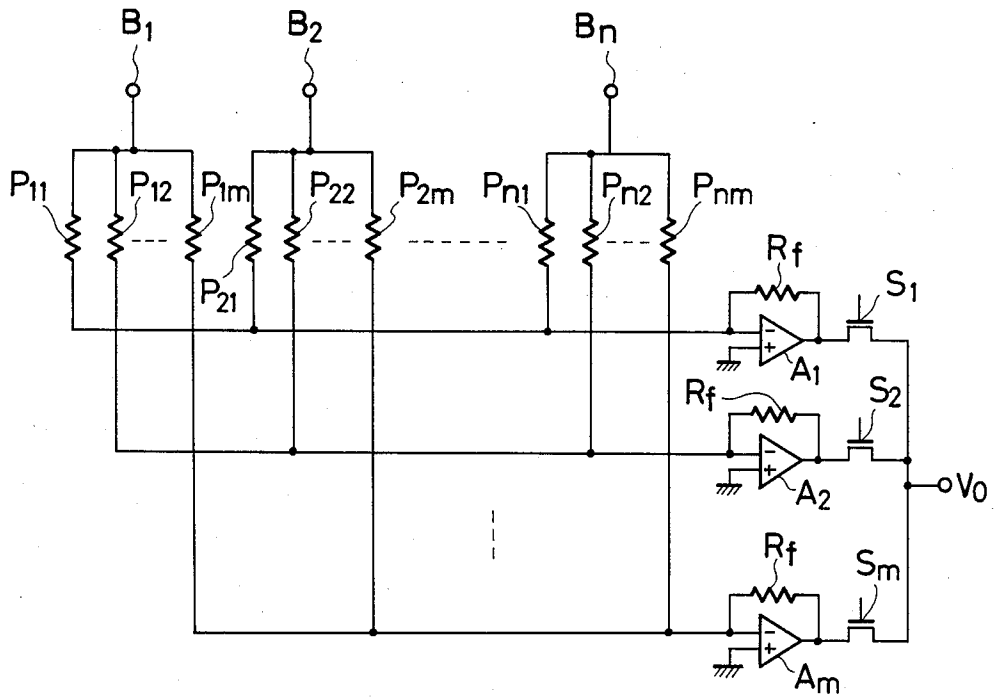 B1 B2 Bn
P11 P12 P1m P22 P2m Pn1 Pn2 Pnm
P21
Rf S1
- +
A1
Rf S2
- +
A2
V0
Rf Sm
- +
Am